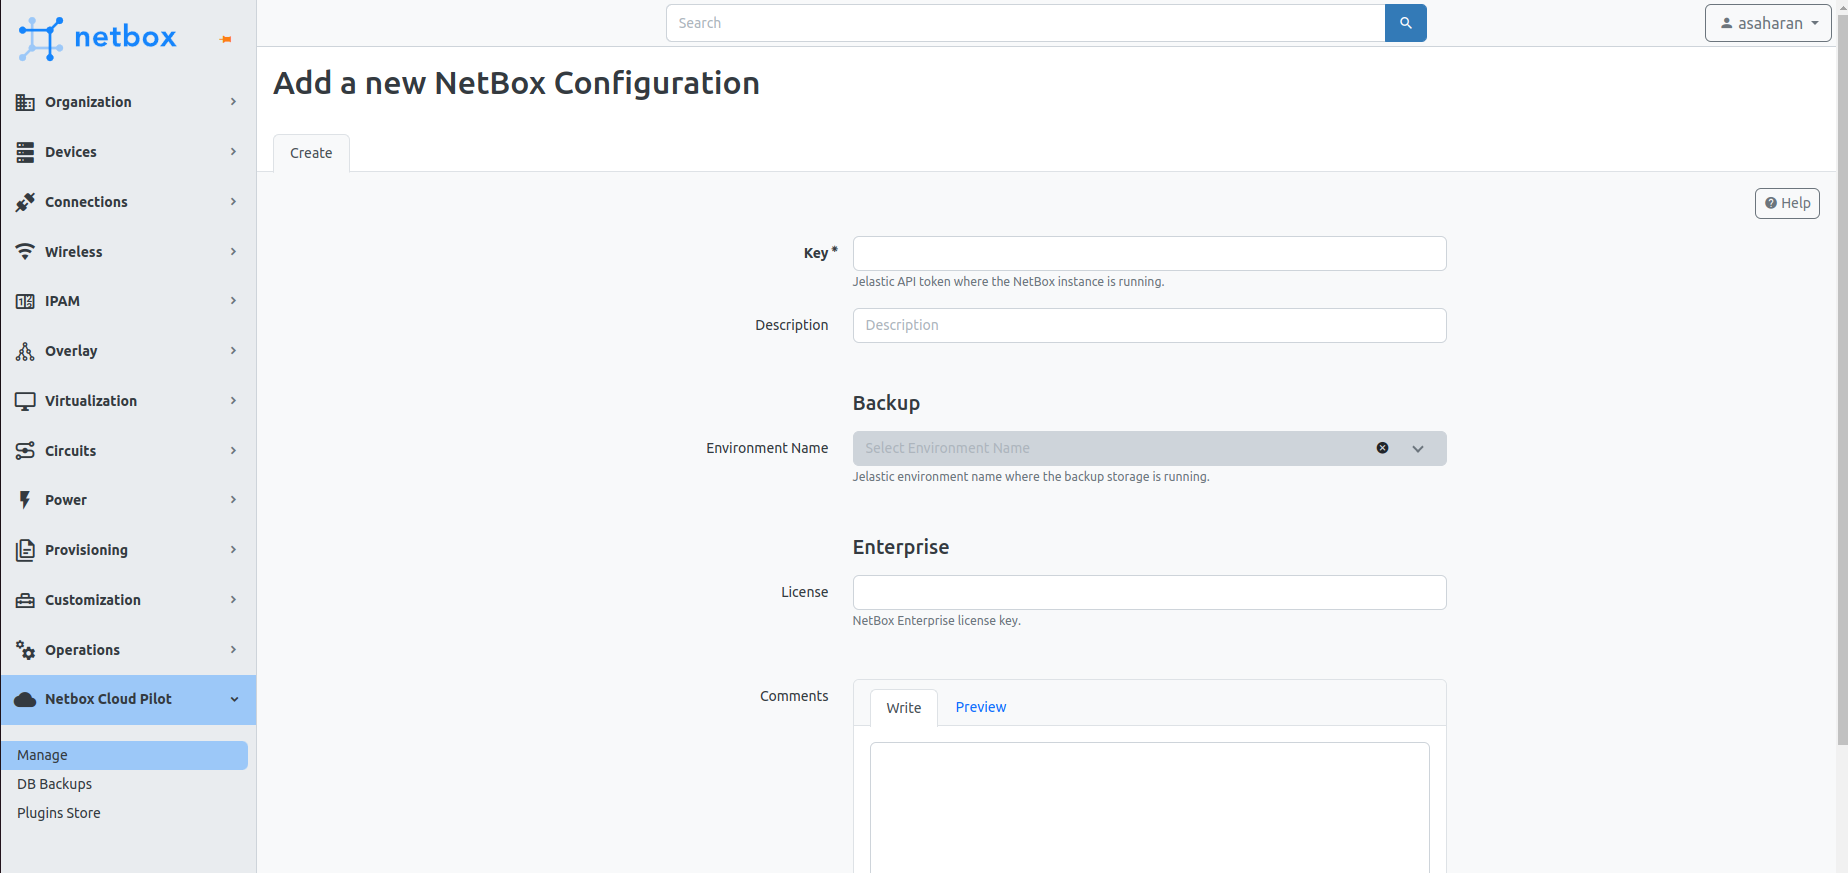 netbox
Search
asaharan
Organization
Devices
Connections
Wireless
IPAM
Overlay
Virtualization
Circuits
Power
Provisioning
Customization
Operations
Netbox Cloud Pilot
Manage
DB Backups
Plugins Store
Add a new NetBox Configuration
Create
Help
Key *
Jelastic API token where the NetBox instance is running.
Description Description
Backup
Environment Name Select Environment Name
Jelastic environment name where the backup storage is running.
Enterprise
License
NetBox Enterprise license key.
Comments Write Preview